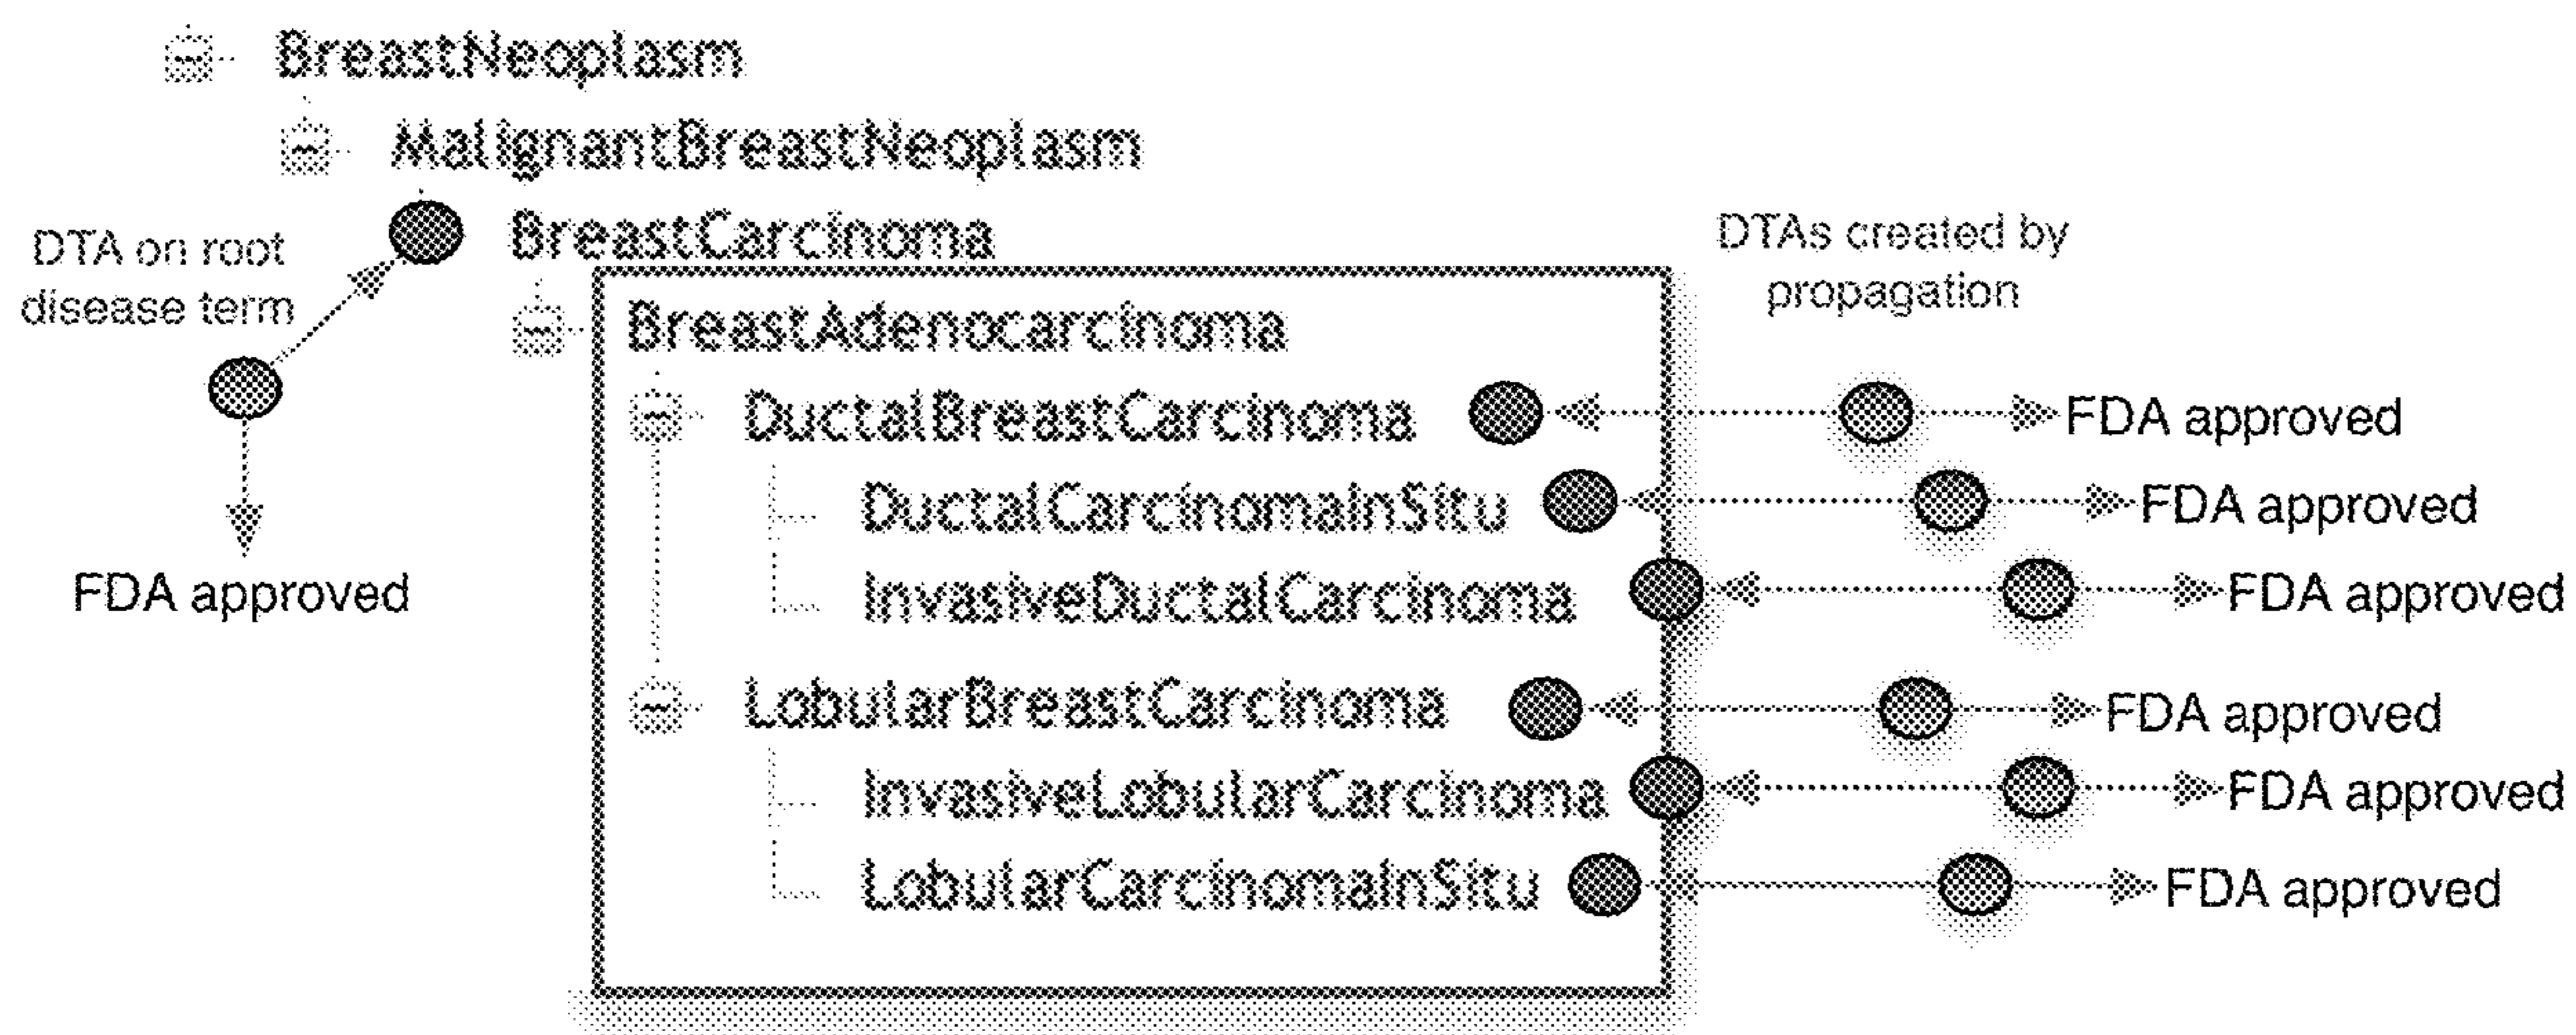 BreastNeoplasm
MalignantBreastNeoplasm
BreastCarcinoma
DTA on root
disease term
FDA approved
DTAs created by
propagation
BreastAdenocarcinoma
DuctalBreastCarcinoma
FDA approved
DuctalCarcinomaInSitu
FDA approved
InvasiveDuctalCarcinoma
FDA approved
LobularBreastCarcinoma
FDA approved
InvasiveLobularCarcinoma
FDA approved
LobularCarcinomaInSitu
FDA approved